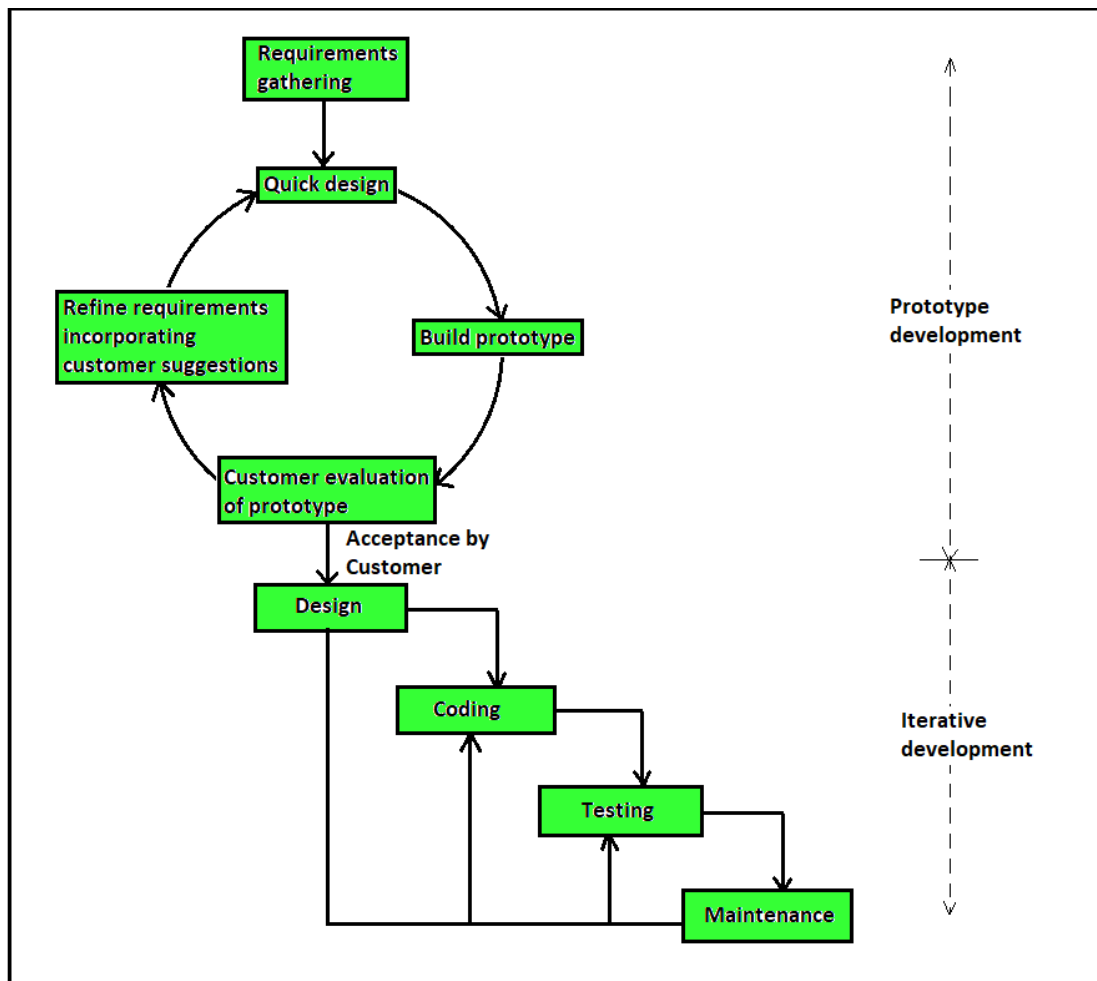 Requirements
gathering
Quick design
Refine requirements
incorporating
customer suggestions
Build prototype
Prototype
development
Customer evaluation
of prototype
Acceptance by
Customer
Design
Coding
Iterative
development
Testing
Maintenance